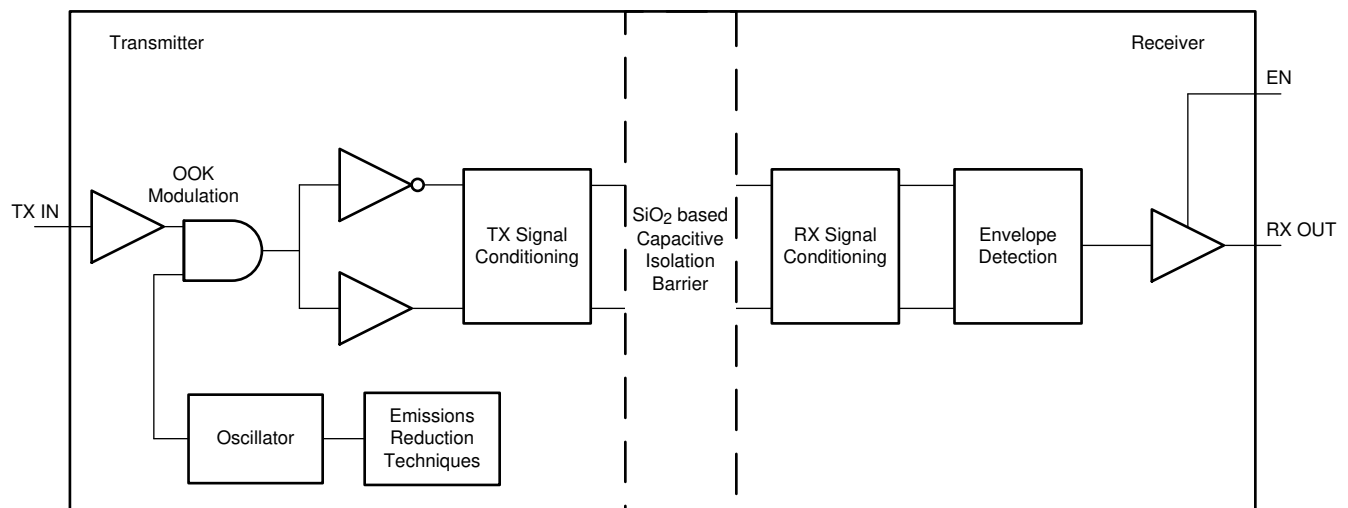 Transmitter
Receiver
EN
OOK
Modulation
TX IN
TX Signal
Conditioning
SiO2 based
Capacitive
Isolation
Barrier
RX Signal
Conditioning
Envelope
Detection
RX OUT
Oscillator
Emissions
Reduction
Techniques